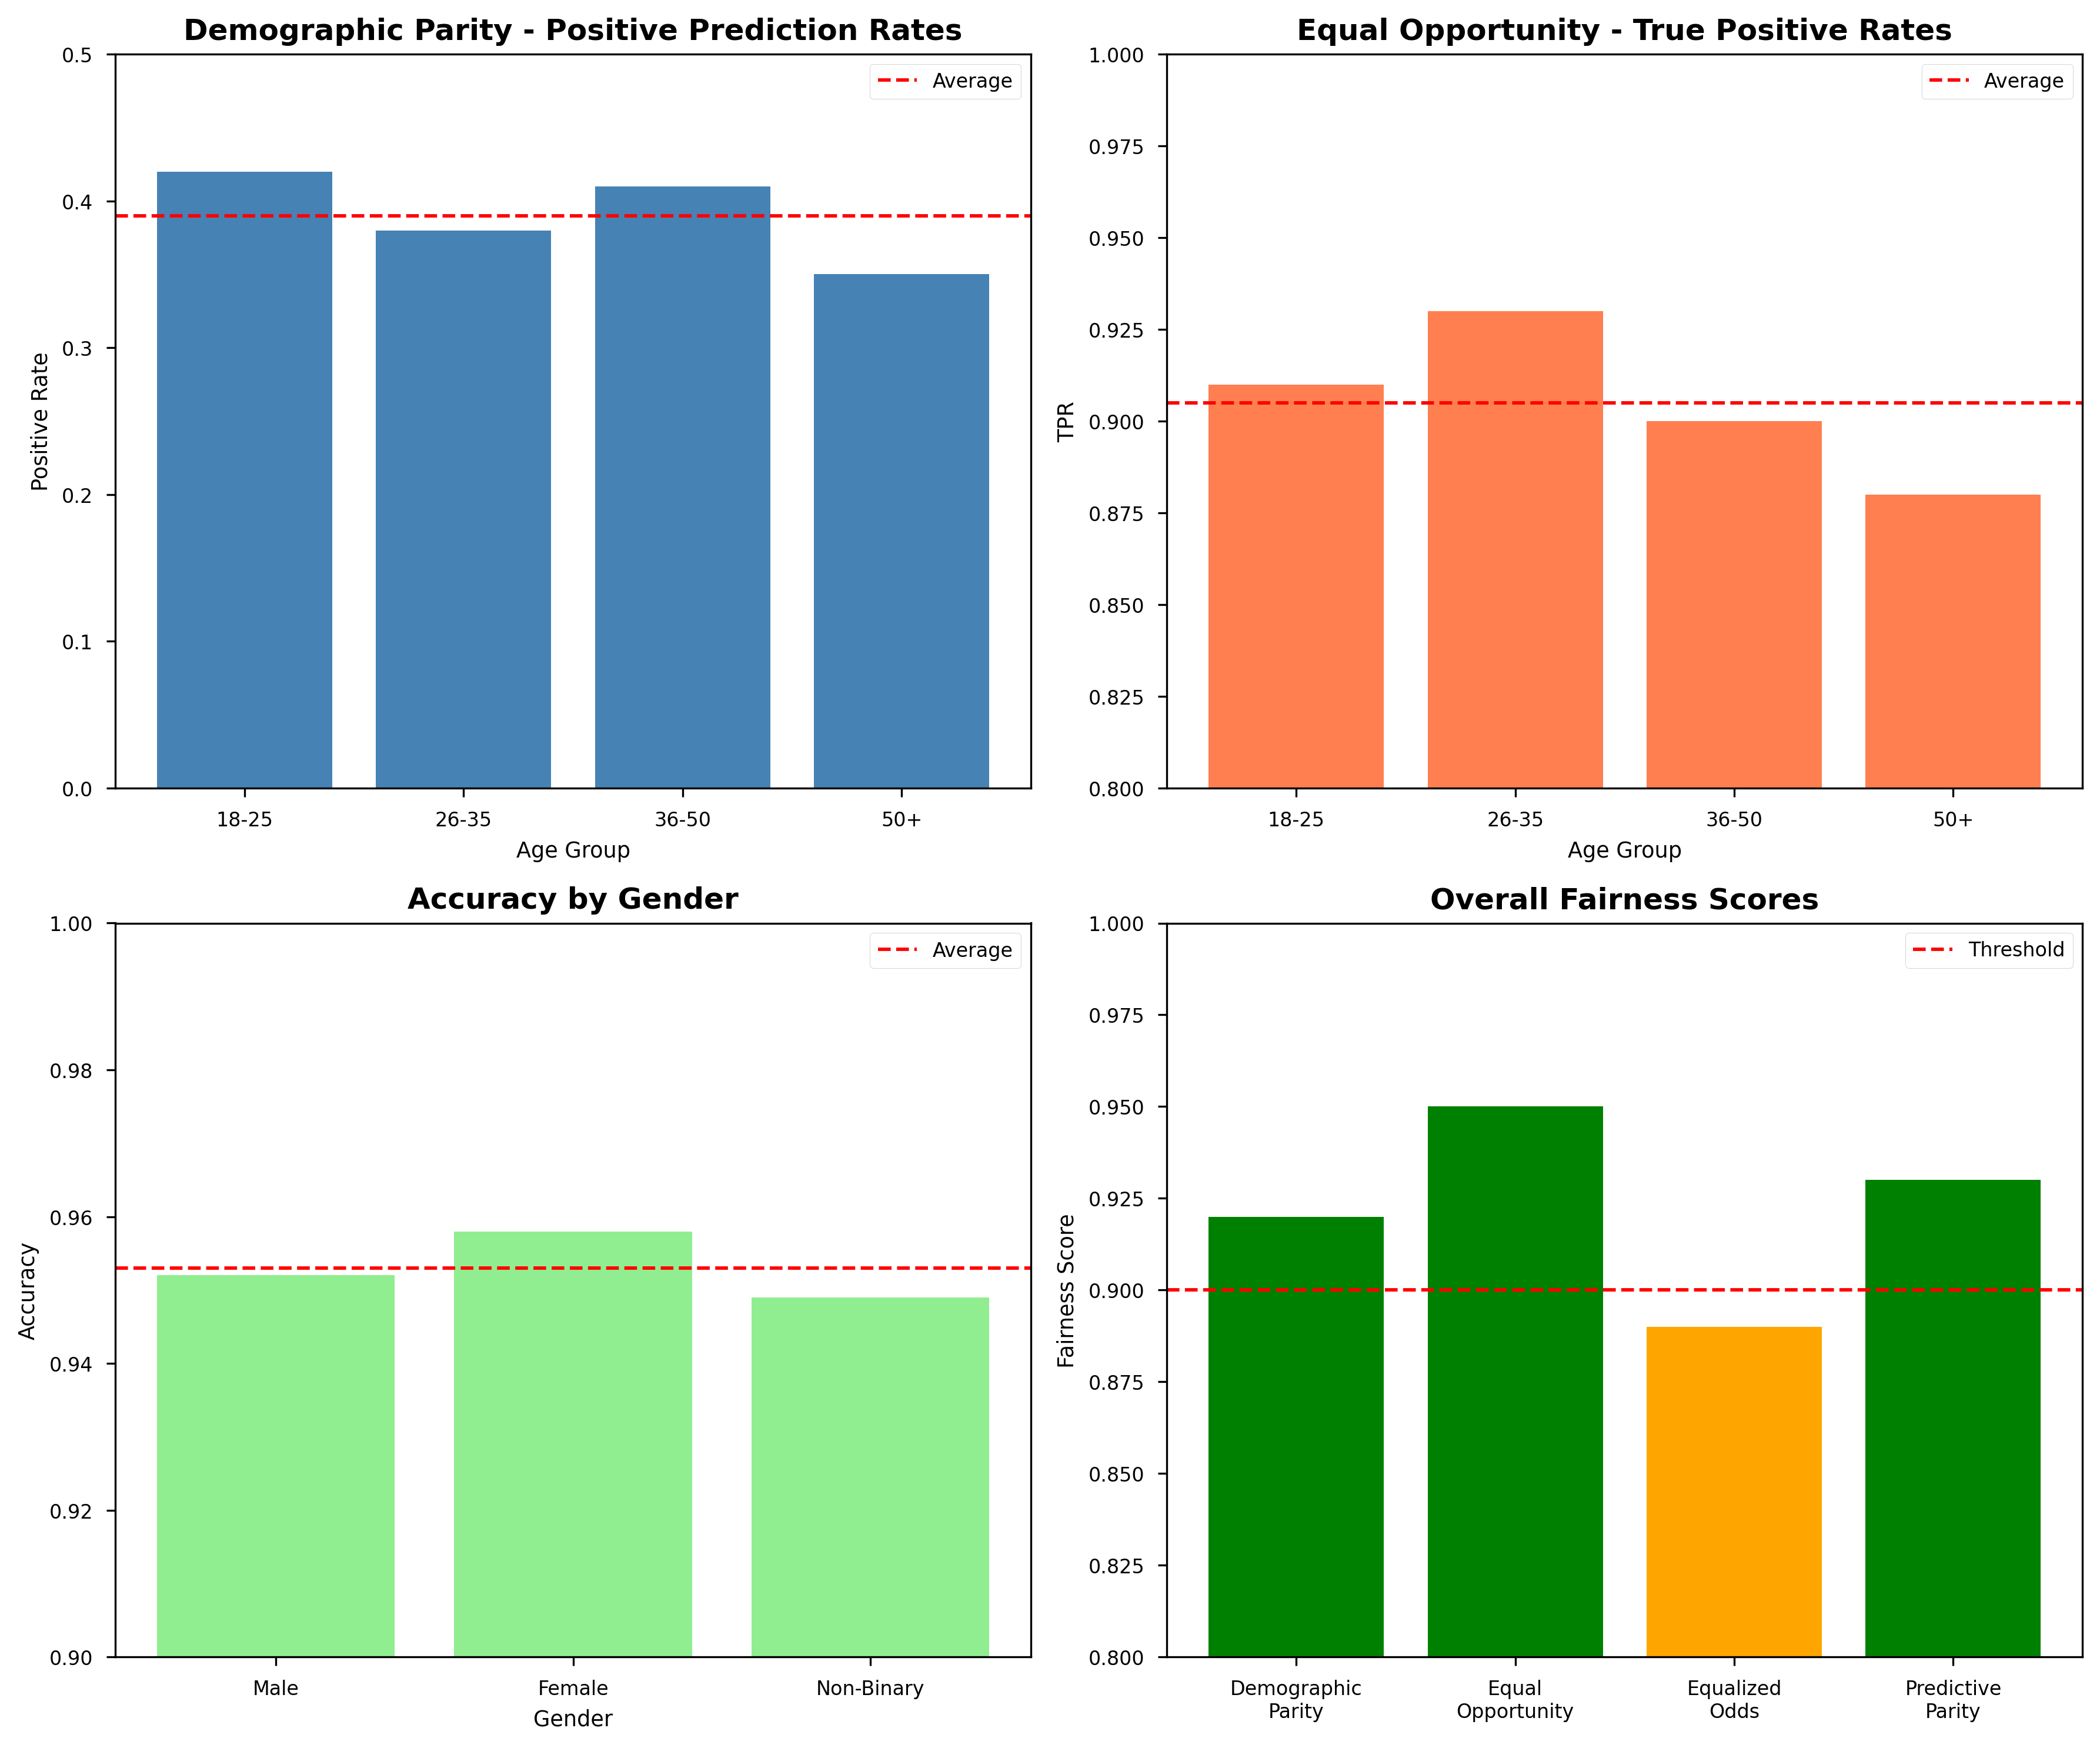 Demographic Parity - Positive Prediction Rates
0.5
0.4
0.3
0.2
0.1
0.0
Positive Rate
Average
18-25 26-35 36-50 50+
Age Group
Equal Opportunity - True Positive Rates
1.000
0.975
0.950
0.925
0.900
0.875
0.850
0.825
0.800
TPR
Average
18-25 26-35 36-50 50+
Age Group
Accuracy by Gender
1.00
0.98
0.96
0.94
0.92
0.90
Accuracy
Average
Male Female Non-Binary
Gender
Overall Fairness Scores
1.000
0.975
0.950
0.925
0.900
0.875
0.850
0.825
0.800
Fairness Score
Threshold
Demographic Equal Equalized Predictive
Parity Opportunity Odds Parity